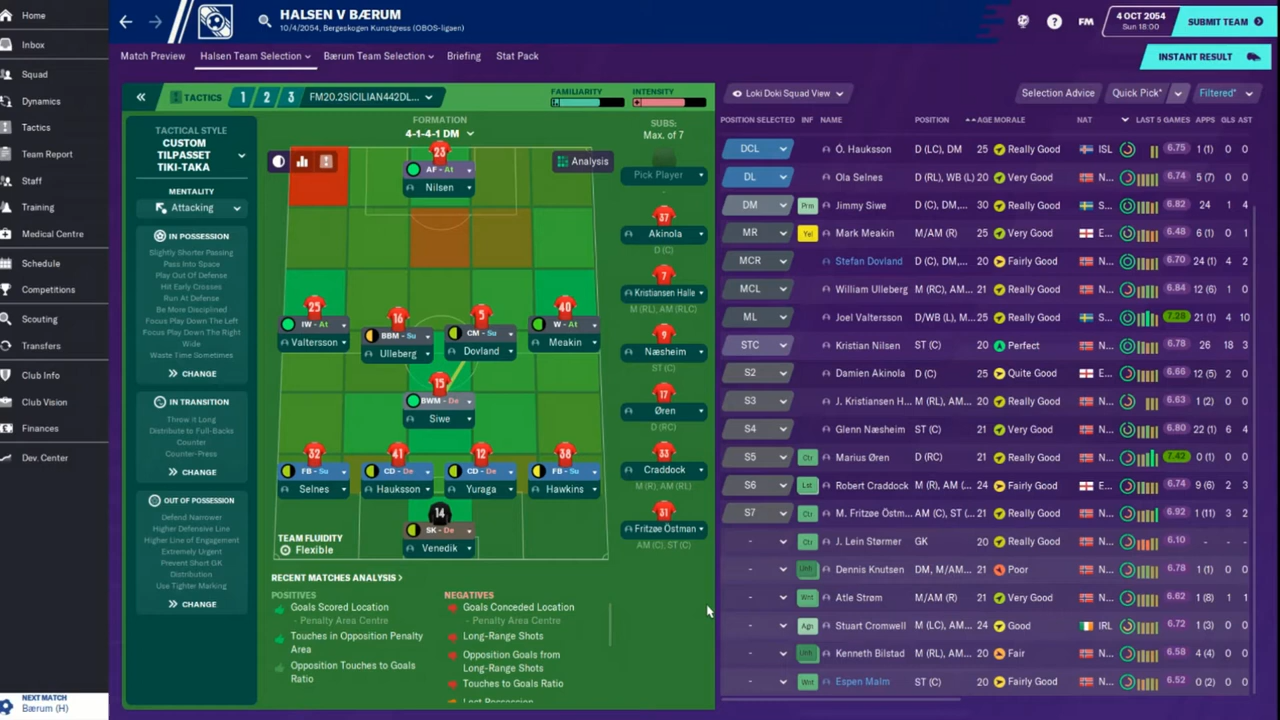 Home
Inbox
Squad
Dynamics
Tactics
Team Report
Staff
Training
Medical Centre
Schedule
Competitions
Scouting
Transfers
Club Info
Club Vision
Finances
Dev. Center
NEXT MATCH
Bærum (H)
HALSEN V BÆRUM
10/4/2054, Bergeskogen Kunstgress (OBOS-ligaen)
FM
4 OCT 2054
Sun 18:00
SUBMIT TEAM
Match Preview
Halsen Team Selection
Bærum Team Selection
Briefing
Stat Pack
INSTANT RESULT
TACTICS
1
2
3
FM20.2SICILIAN442DL...
FAMILIARITY
INTENSITY
TACTICAL STYLE
CUSTOM
TILPASSET
TIKI-TAKA
MENTALITY
Attacking
IN POSSESSION
Slightly Shorter Passing
Pass Into Space
Play Out Of Defense
Hit Early Crosses
Run At Defense
Be More Disciplined
Focus Play Down The Left
Focus Play Down The Right
Wide
Waste Time Sometimes
CHANGE
IN TRANSITION
Throw it Long
Distribute to Full-Backs
Counter
Counter-Press
CHANGE
OUT OF POSSESSION
Defend Narrower
Higher Defensive Line
Higher Line of Engagement
Extremely Urgent
Prevent Short GK
Distribution
Use Tighter Marking
CHANGE
FORMATION
4-1-4-1 DM
Analysis
23
AF - At
Nilsen
25
IW - At
Valtersson
16
BBM - Su
Ulleberg
5
CM - Su
Dovland
40
W - At
Meakin
15
BWM - De
Siwe
32
FB - Su
Selnes
41
CD - De
Hauksson
12
CD - De
Yuraga
38
FB - Su
Hawkins
14
SK - De
Venedik
TEAM FLUIDITY
Flexible
SUBS:
Max. of 7
Pick Player
-
37
Akinola
D (C)
7
Kristiansen Halle
M (RL), AM (RLC)
9
Næsheim
ST (C)
17
Øren
D (RC)
33
Craddock
M (R), AM (RL)
31
Fritzøe Östman
AM (C), ST (C)
RECENT MATCHES ANALYSIS
POSITIVES
Goals Scored Location
- Penalty Area Centre
Touches in Opposition Penalty
Area
Opposition Touches to Goals
Ratio
NEGATIVES
Goals Conceded Location
- Penalty Area Centre
Long-Range Shots
Opposition Goals from
Long-Range Shots
Touches to Goals Ratio
Lost Possession
Loki Doki Squad View
Selection Advice
Quick Pick*
Filtered*
POSITION SELECTED INF NAME POSITION AGE MORALE NAT LAST 5 GAMES APPS GLS AST
DCL Ó. Hauksson D (LC), DM 25 Really Good ISL 6.75 1 (1) 0 0
DL Ola Selnes D (RL), WB (L) 20 Very Good N... 6.74 5 (7) 0 0
DM Prm Jimmy Siwe D (C), DM,... 30 Really Good S... 6.82 24 1 4
MR Yel Mark Meakin M/AM (R) 25 Very Good E... 6.48 6 (1) 0 1
MCR Stefan Dovland (C), DM,... 20 Fairly Good N... 6.70 24 (1) 4 2
MCL William Ulleberg M (RC), AM... 21 Really Good N... 6.84 12 (6) 1 0
ML Joel Valtersson D/WB (L), M... 20 Really Good S... 7.28 21 (1) 4 10
STC Kristian Nilsen ST (C) 20 Perfect N... 6.78 26 18 3
S2 Damien Akinola D (C) 25 Quite Good E... 6.66 12 (5) 2 0
S3 J. Kristiansen H... M (RL), AM... 20 Really Good N... 6.63 1 (2) 0 0
S4 Glenn Næsheim ST (C) 21 Really Good N... 6.80 22 (1) 6 6
S5 Ctr Marius Øren D (RC) 21 Really Good N... 7.42 0 (1) 0 0
S6 Lst Robert Craddock M (R), AM (... 24 Fairly Good E... 6.74 9 (6) 2 3
S7 Ctr M. Fritzøe Östm... AM (C), ST (... 21 Really Good N... 6.92 1 (11) 3 2
- Ctr J. Lein Størmer GK 20 Really Good N... 6.10 - - -
- Unh Dennis Knutsen DM, M/AM... 21 Poor N... 6.78 1 (1) 0 0
- Wnt Atle Strøm M/AM (R) 21 Very Good N... 6.62 1 (8) 1 1
- Agn Stuart Cromwell M (LC), AM... 24 Good IRL 6.72 1 (3) 0 0
- Unh Kenneth Bilstad M (RL), AM... 20 Fair N... 6.58 4 (4) 0 0
- Wnt Espen Malm ST (C) 20 Fairly Good N... 6.52 0 (2) 0 0